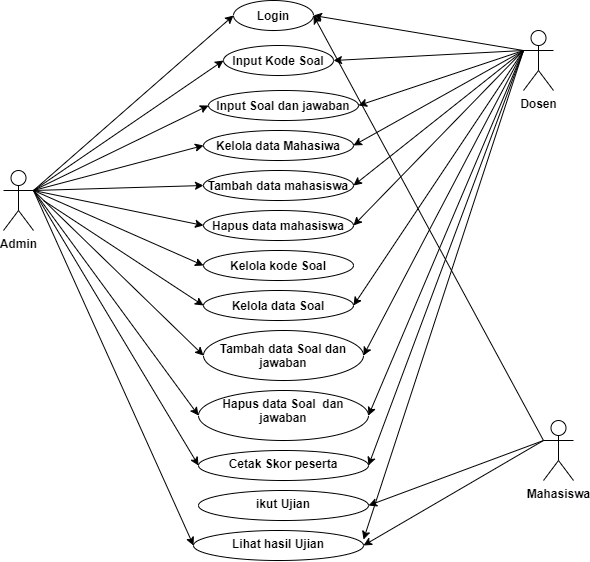 Login
Input Kode Soal
Dosen
Input Soal dan jawaban
Kelola data Mahasiwa
Tambah data mahasiswa
Admin
Hapus data mahasiswa
Kelola kode Soal
Kelola data Soal
Tambah data Soal dan
jawaban
Hapus data Soal dan
jawaban
Cetak Skor peserta
Mahasiswa
ikut Ujian
Lihat hasil Ujian